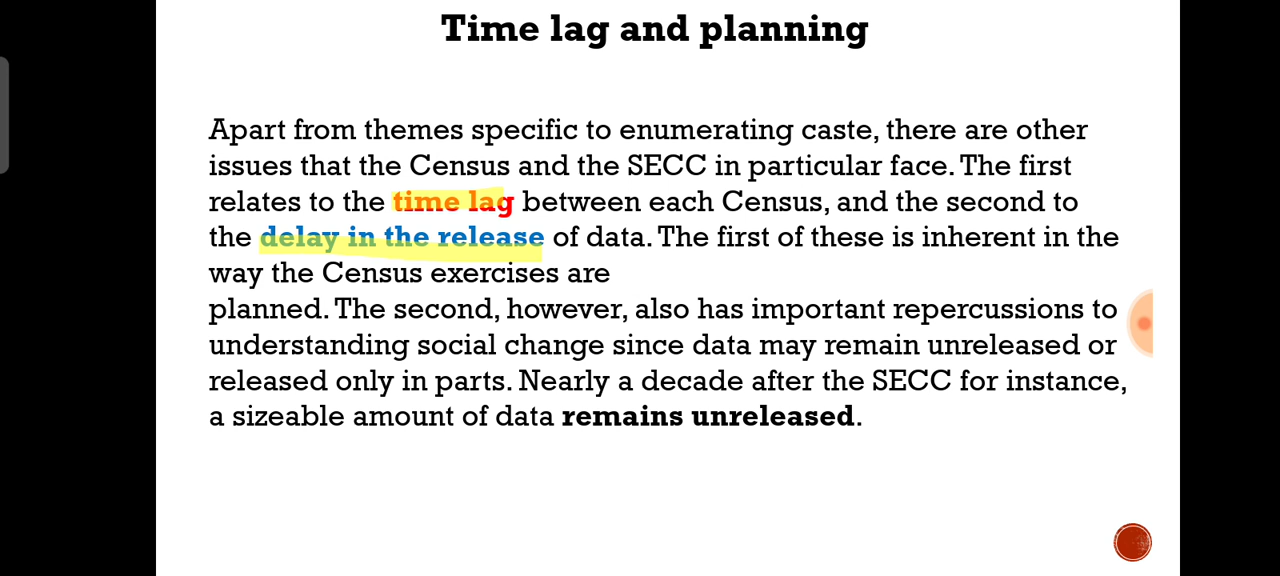 Time lag and planning
Apart from themes specific to enumerating caste, there are other
issues that the Census and the SECC in particular face. The first
relates to the time lag between each Census, and the second to
the delay in the release of data. The first of these is inherent in the
way the Census exercises are
planned. The second, however, also has important repercussions to
understanding social change since data may remain unreleased or
released only in parts. Nearly a decade after the SECC for instance,
a sizeable amount of data remains unreleased.